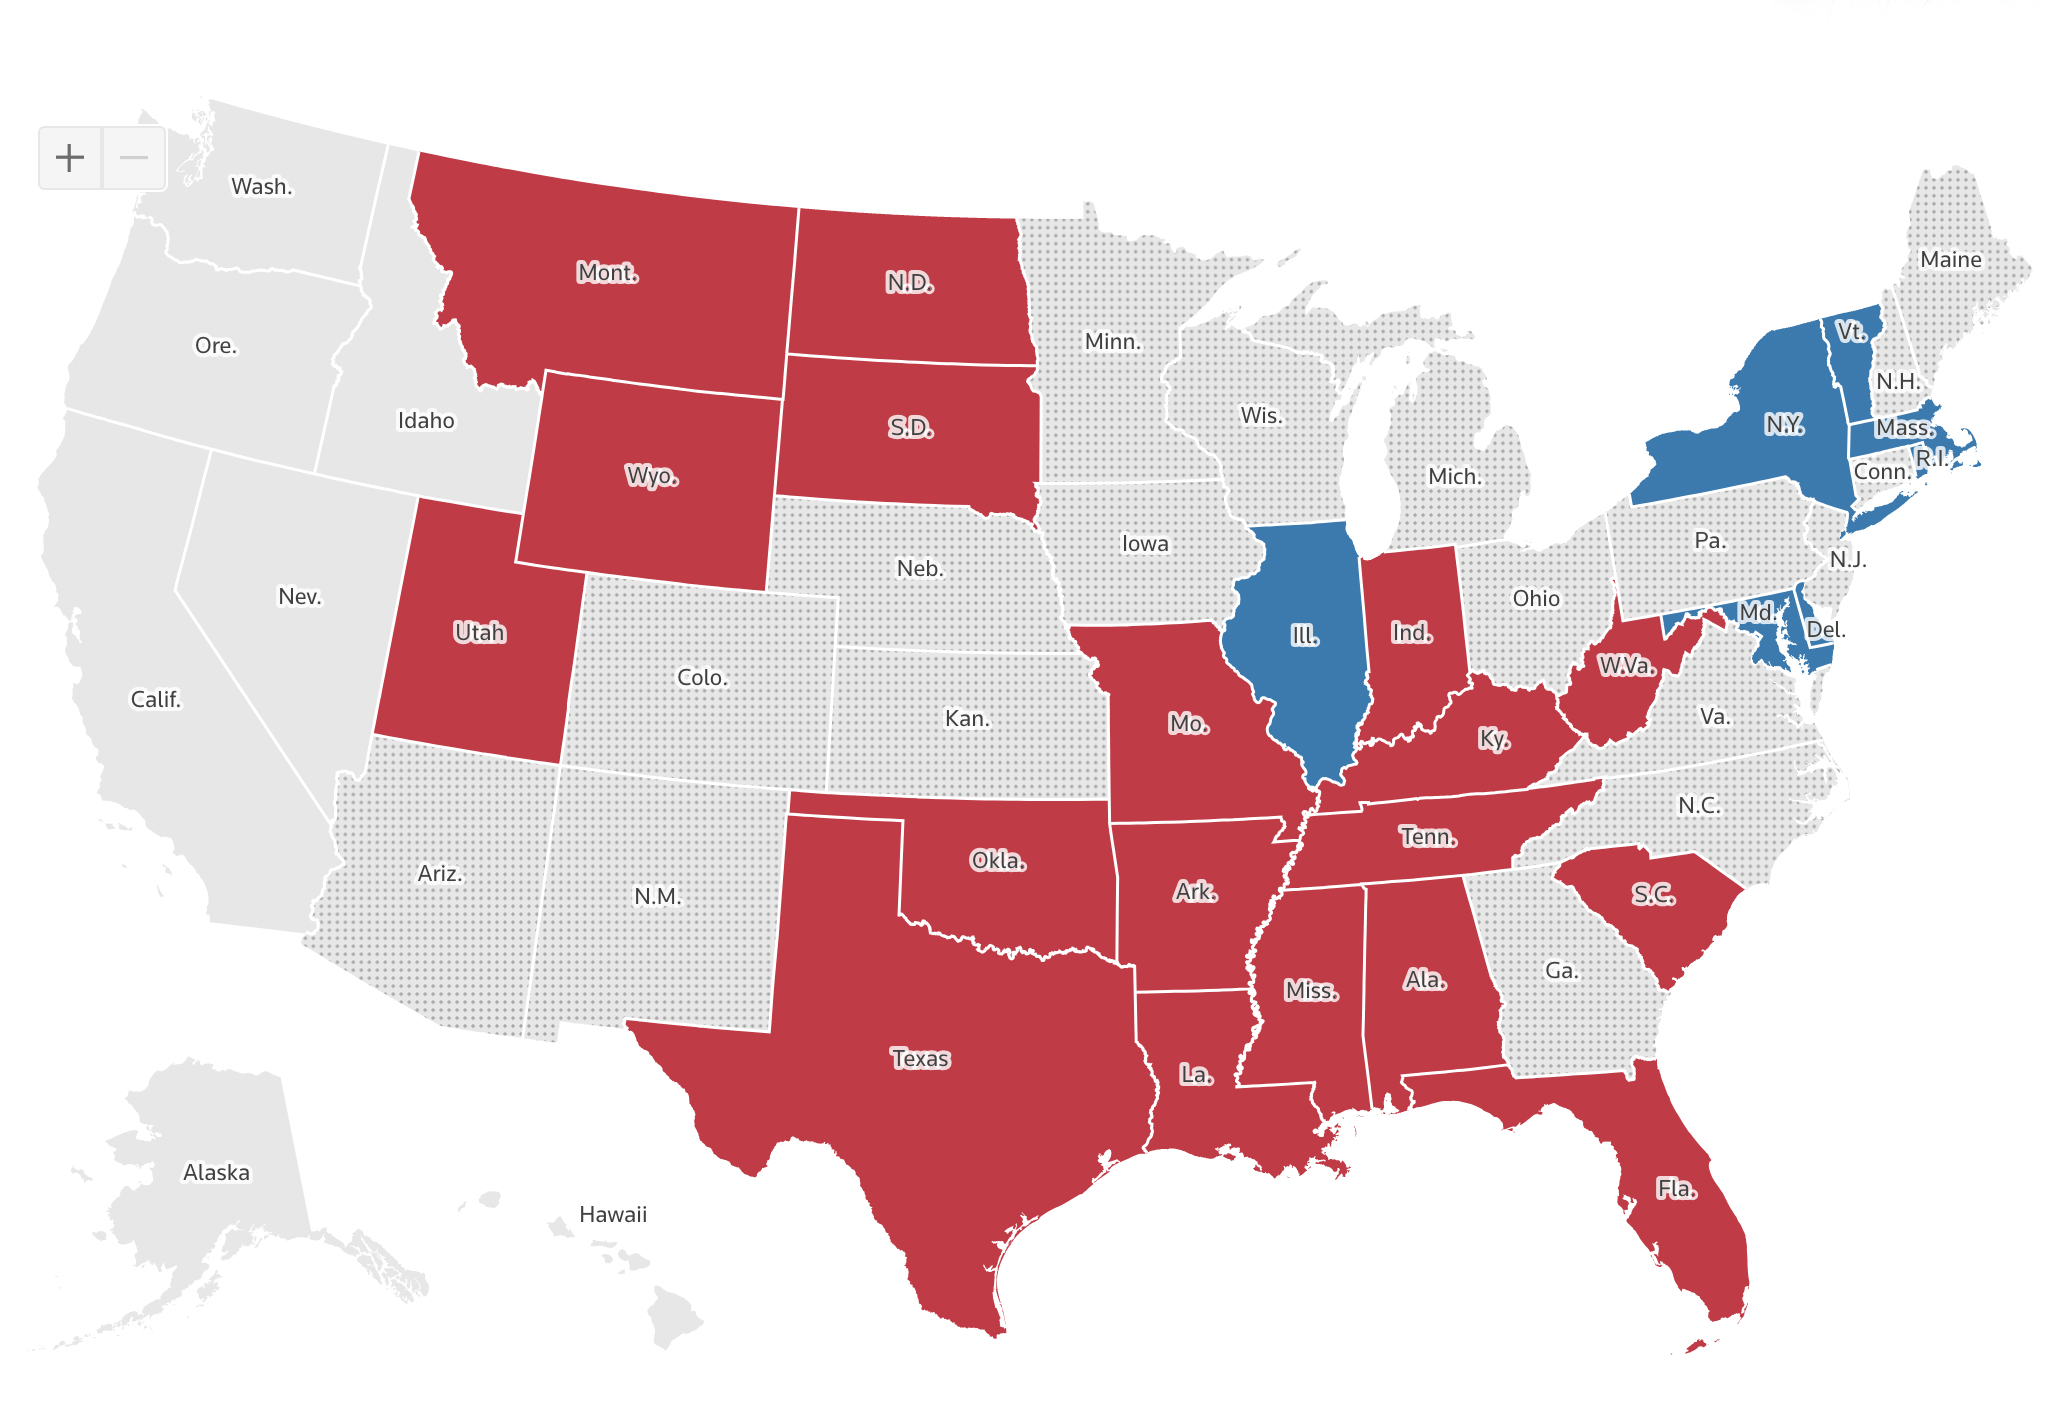 +
−
Wash.
Mont.
N.D.
Minn.
Maine
Ore.
Idaho
Wyo.
S.D.
Wis.
Mich.
Vt.
N.H.
N.Y.
Mass.
R.I.
Conn.
Nev.
Utah
Neb.
Iowa
Ill.
Ind.
Ohio
Pa.
N.J.
Md.
Del.
Calif.
Colo.
Kan.
Mo.
Ky.
W.Va.
Va.
Ariz.
N.M.
Okla.
Ark.
Tenn.
N.C.
S.C.
Texas
La.
Miss.
Ala.
Ga.
Alaska
Hawaii
Fla.